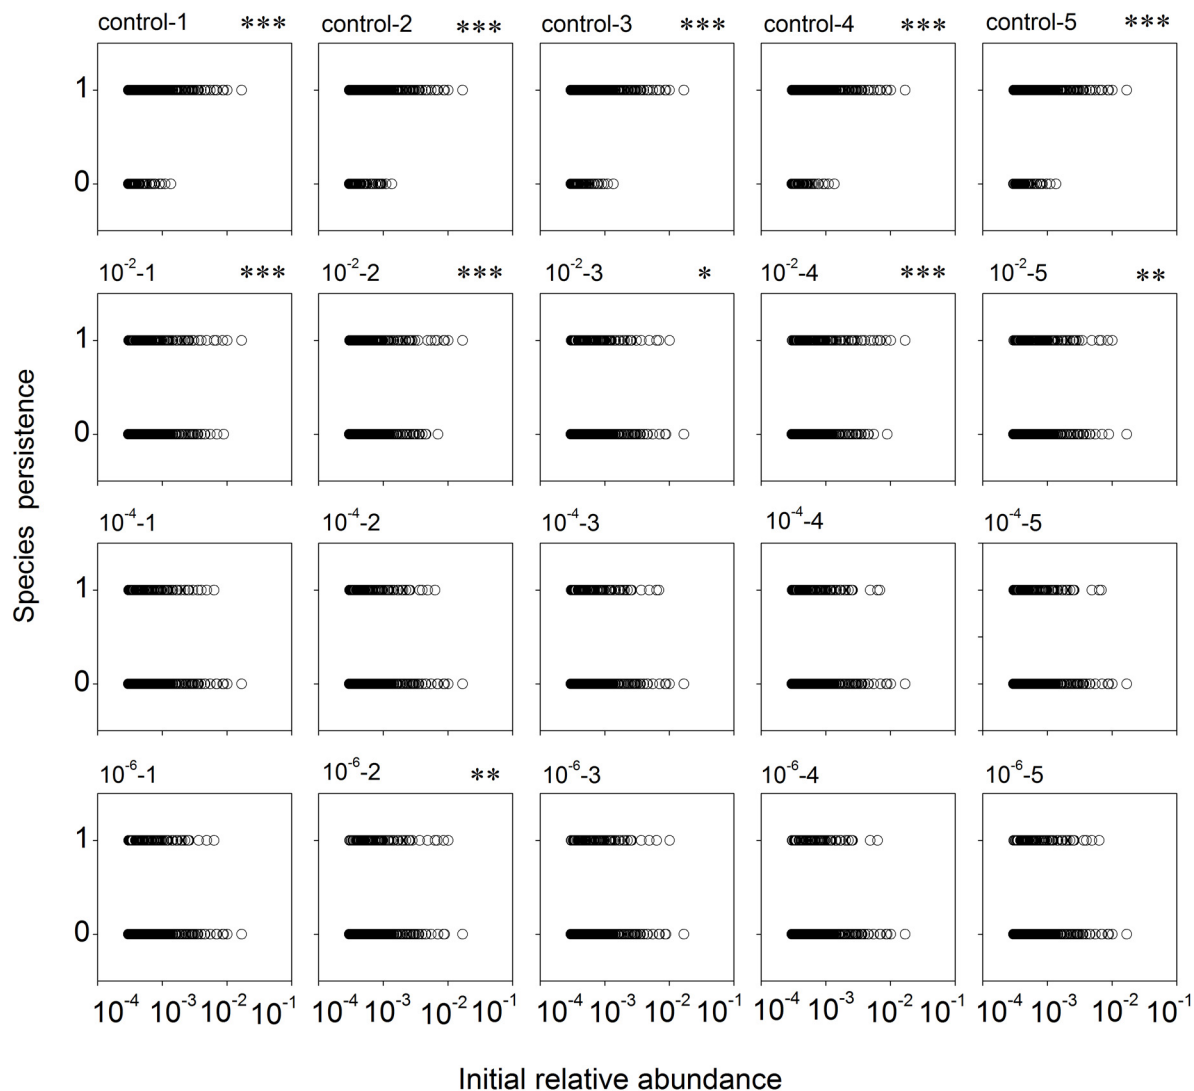 control-1 *** control-2 *** control-3 *** control-4 *** control-5 ***
1
0
10⁻²-1 *** 10⁻²-2 *** 10⁻²-3 * 10⁻²-4 *** 10⁻²-5 **
1
0
10⁻⁴-1 10⁻⁴-2 10⁻⁴-3 10⁻⁴-4 10⁻⁴-5
1
0
10⁻⁶-1 10⁻⁶-2 ** 10⁻⁶-3 10⁻⁶-4 10⁻⁶-5
1
0
10⁻⁴ 10⁻³ 10⁻² 10⁻¹ 10⁻⁴ 10⁻³ 10⁻² 10⁻¹ 10⁻⁴ 10⁻³ 10⁻² 10⁻¹ 10⁻⁴ 10⁻³ 10⁻² 10⁻¹ 10⁻⁴ 10⁻³ 10⁻² 10⁻¹
Species persistence
Initial relative abundance